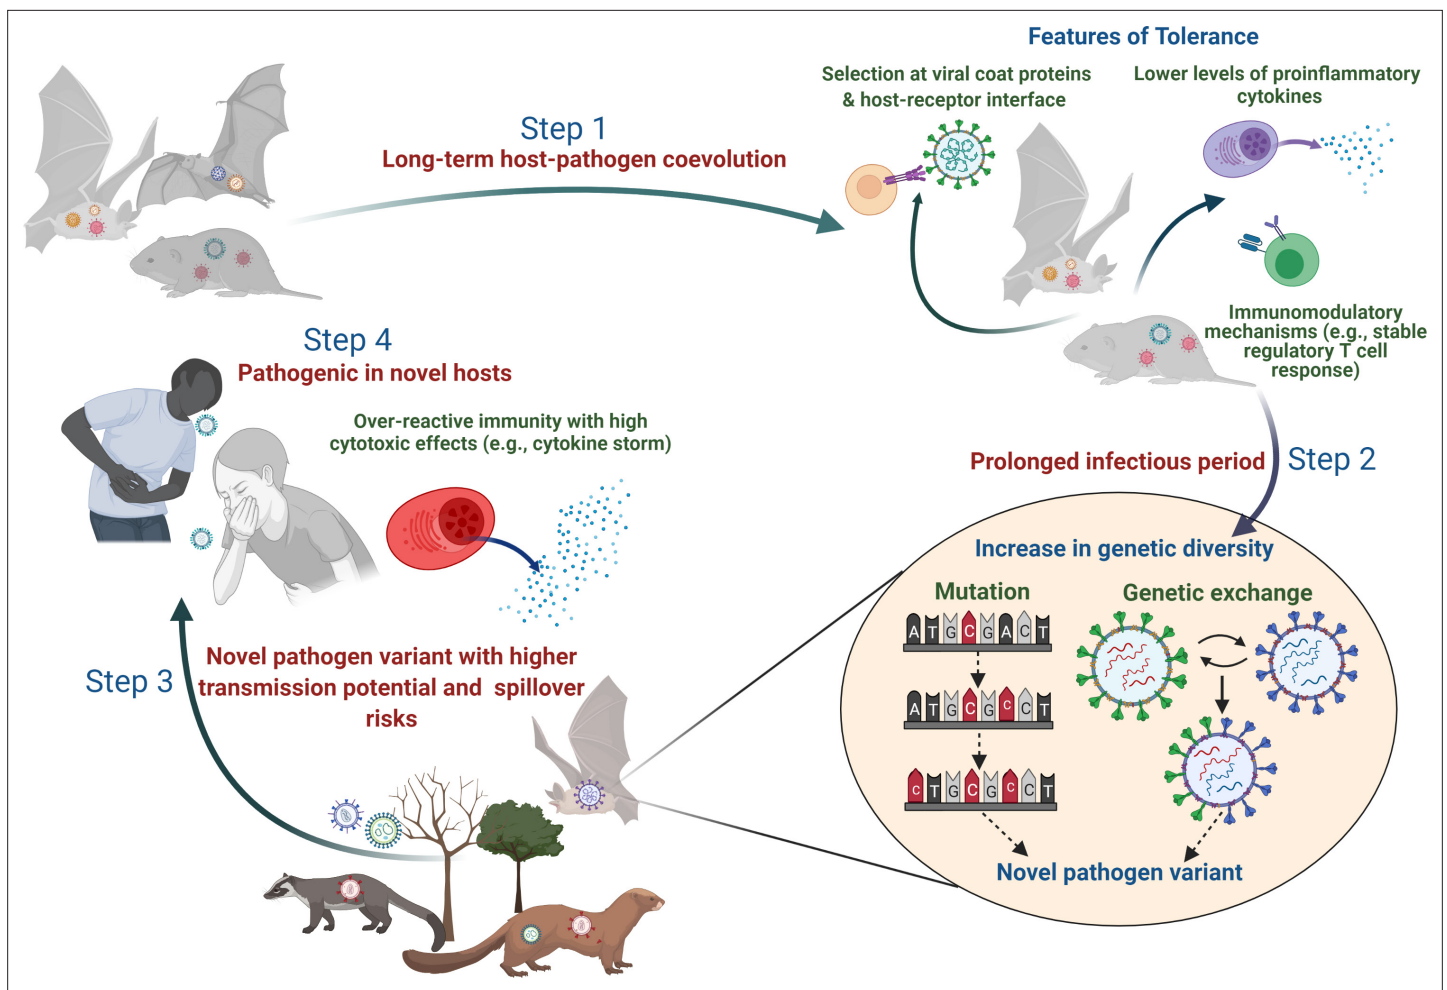 Features of Tolerance
Selection at viral coat proteins
& host-receptor interface
Lower levels of proinflammatory
cytokines
Step 1
Long-term host-pathogen coevolution
Immunomodulatory
mechanisms (e.g., stable
regulatory T cell
response)
Step 2
Prolonged infectious period
Increase in genetic diversity
Mutation
Genetic exchange
A T G C G A C T
A T G C G C C T
C T G C G C C T
Novel pathogen variant
Step 3
Novel pathogen variant with higher
transmission potential and spillover
risks
Step 4
Pathogenic in novel hosts
Over-reactive immunity with high
cytotoxic effects (e.g., cytokine storm)